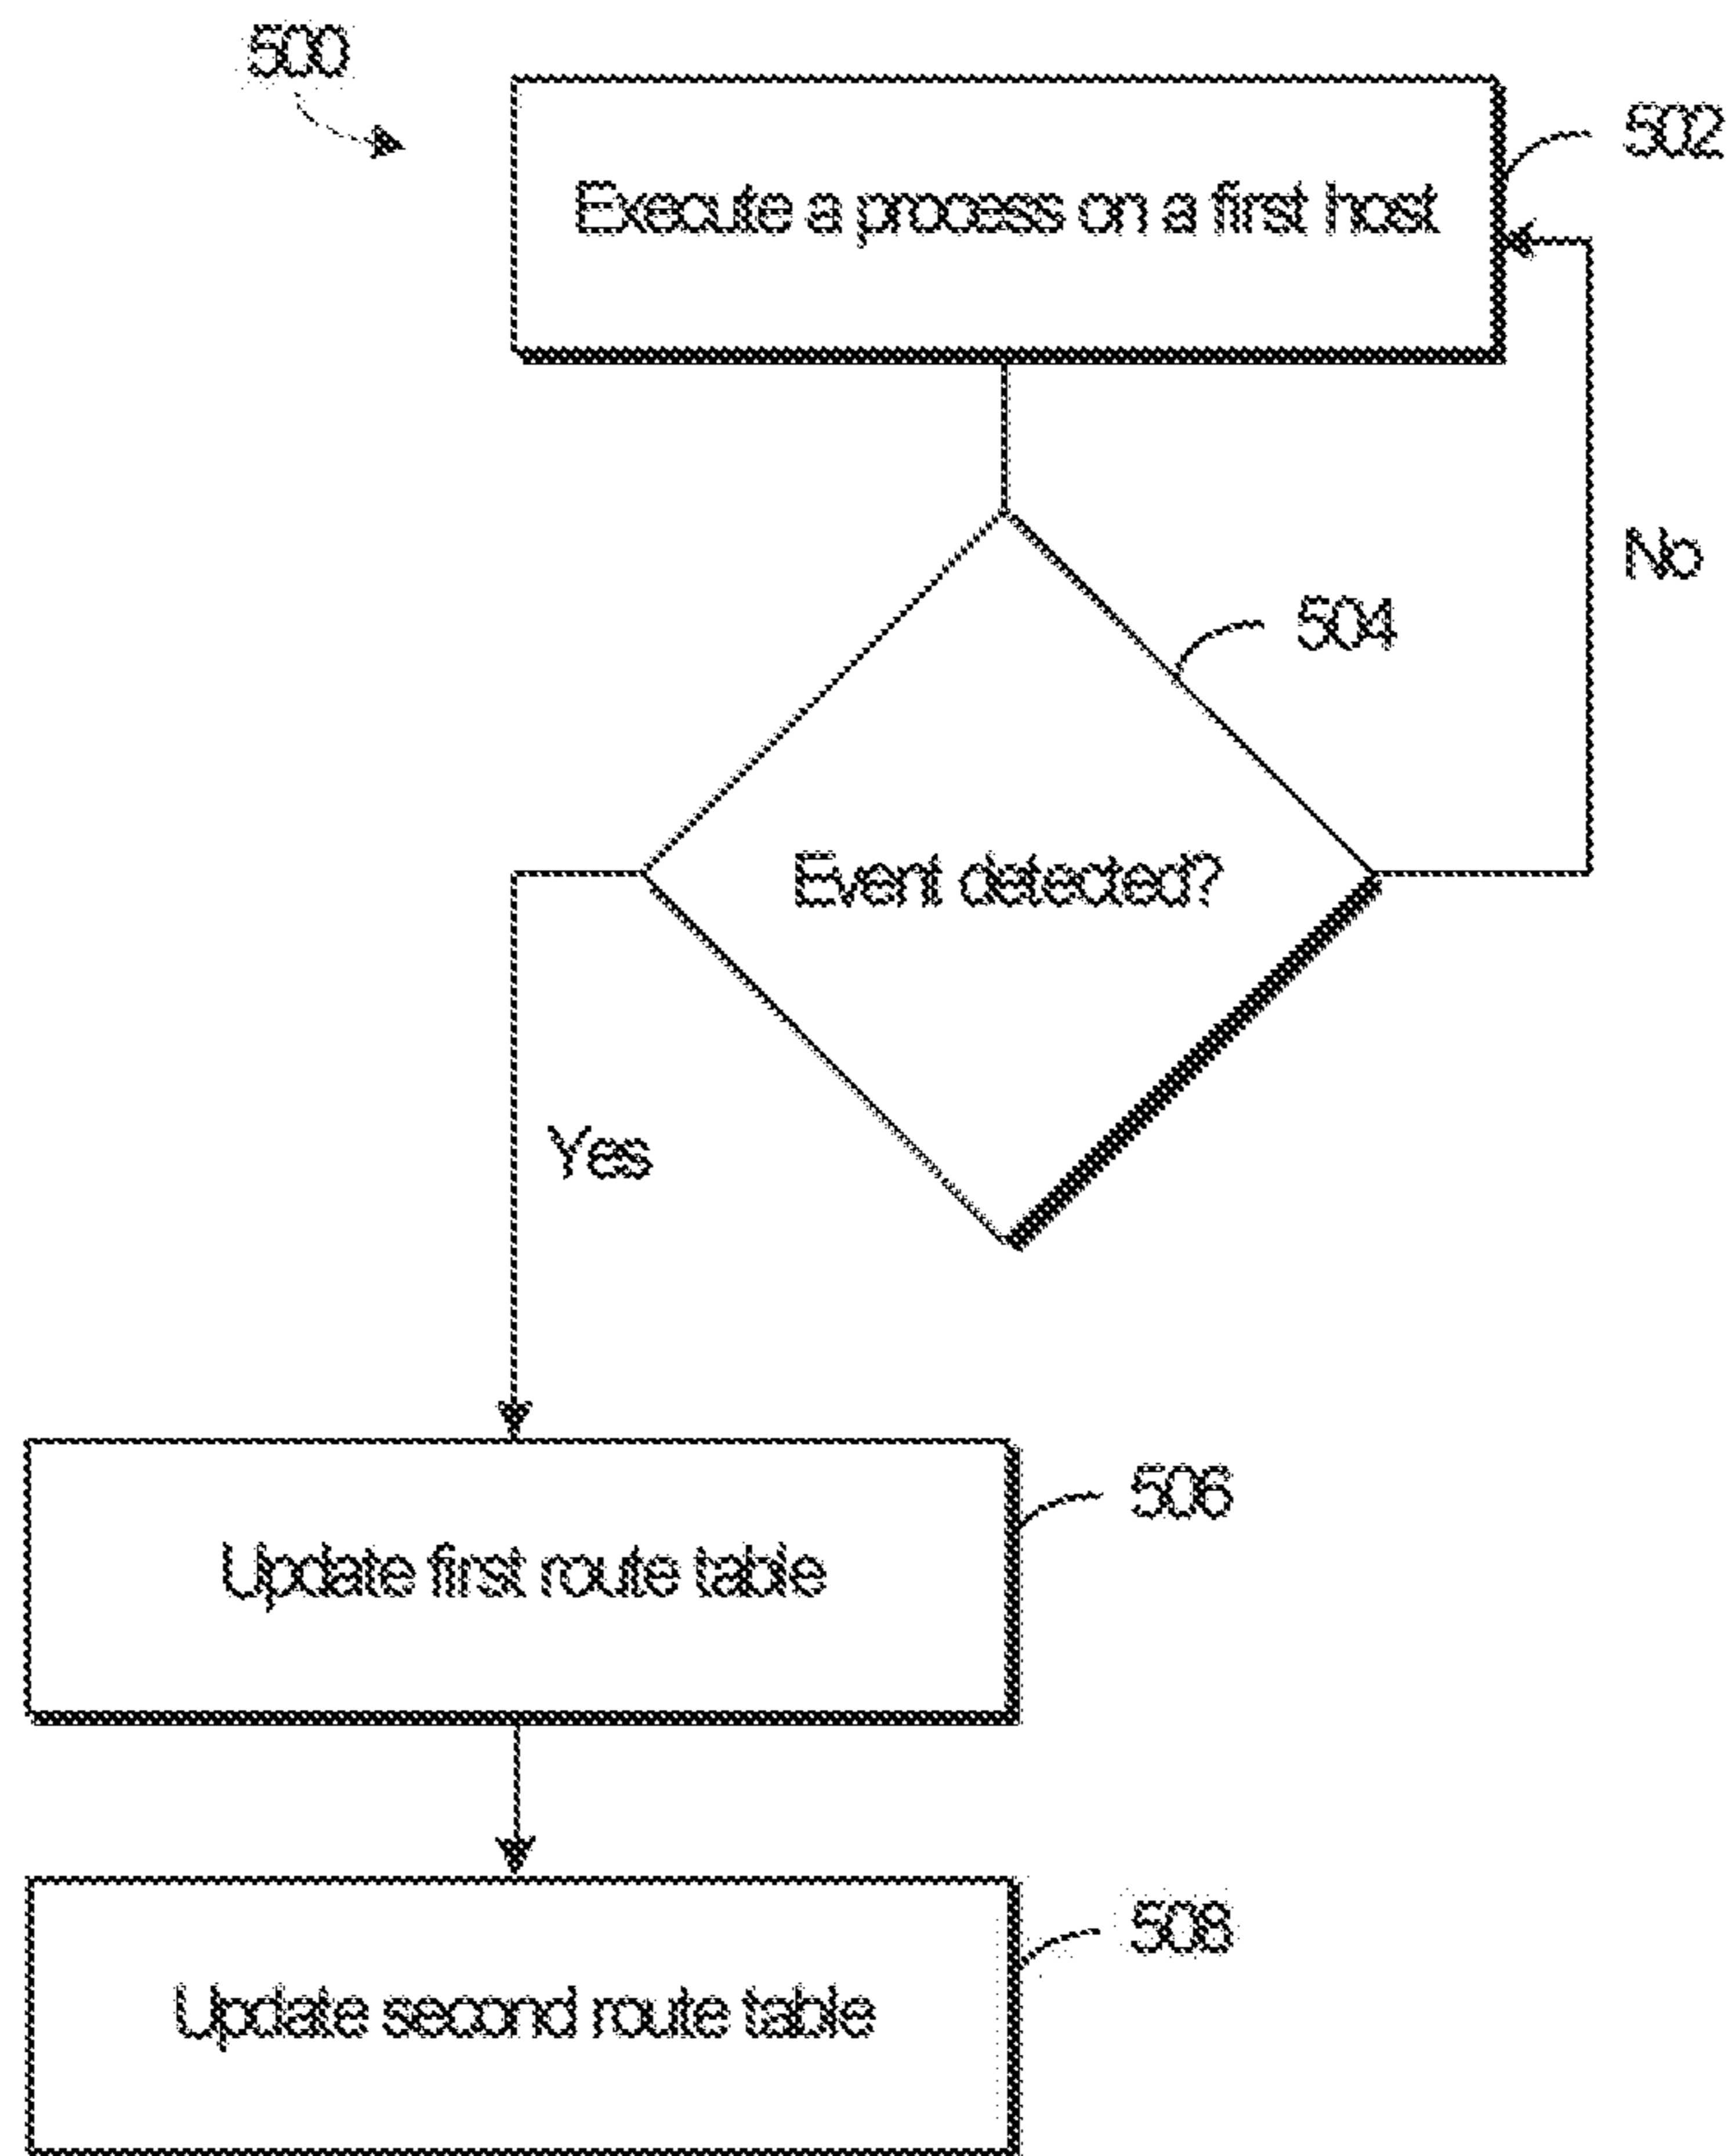 500
502
Execute a process on a first host
No
504
Event detected?
Yes
506
Update first route table
508
Update second route table